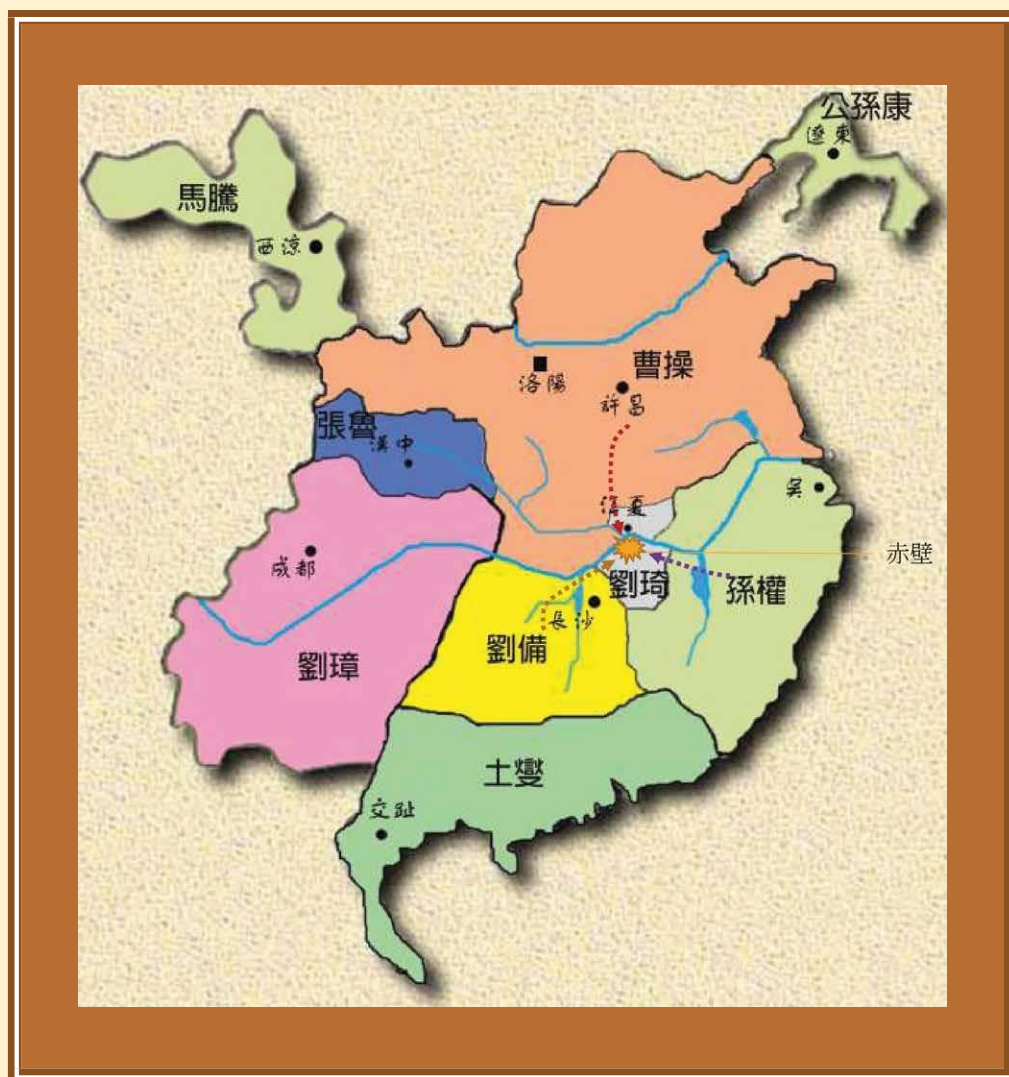 公孫康
遼東
馬騰
西涼
曹操
洛陽
許昌
張魯
漢中
吳
江夏
赤壁
成都
劉琦
孫權
長沙
劉備
劉璋
士燮
交趾